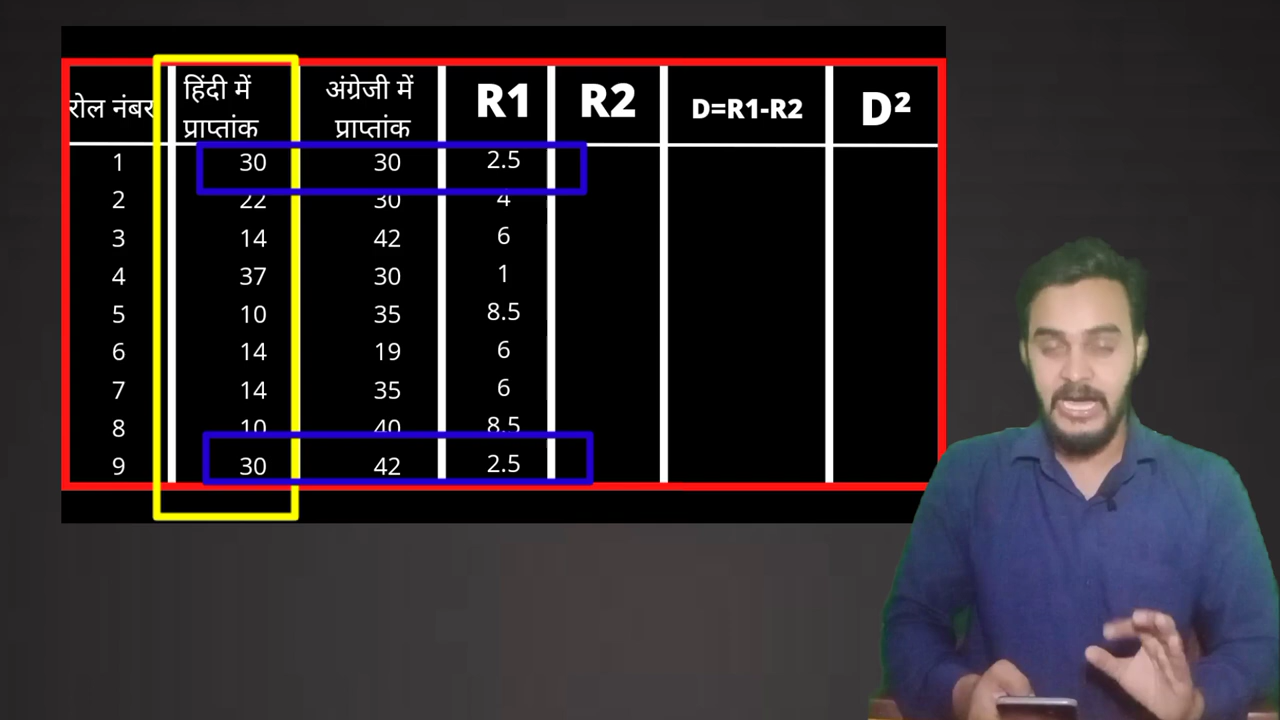 रोल नंबर हिंदी में प्राप्तांक अंग्रेजी में प्राप्तांक R1 R2 D=R1-R2 D²
1 30 30 2.5
2 22 30 4
3 14 42 6
4 37 30 1
5 10 35 8.5
6 14 19 6
7 14 35 6
8 10 40 8.5
9 30 42 2.5